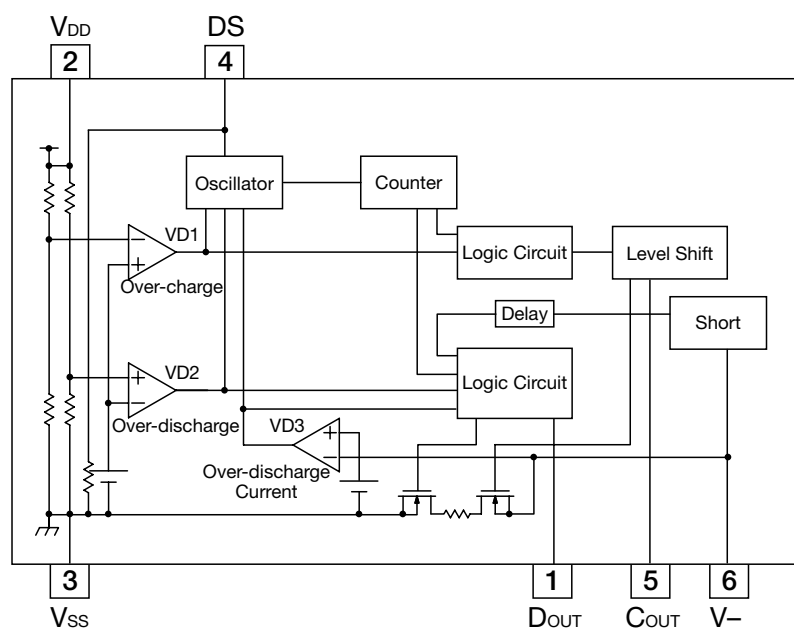 VDD DS
2 4
Oscillator Counter
VD1
− +
Over-charge
Logic Circuit Level Shift
Delay Short
VD2
+ −
Over-discharge
Logic Circuit
VD3
+ −
Over-discharge
Current
3 1 5 6
VSS DOUT COUT V−